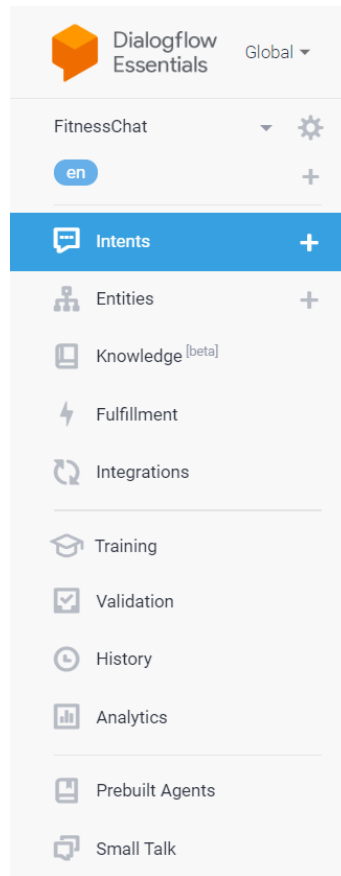 Dialogflow
Essentials
Global
FitnessChat
en
Intents
Entities
Knowledge [beta]
Fulfillment
Integrations
Training
Validation
History
Analytics
Prebuilt Agents
Small Talk